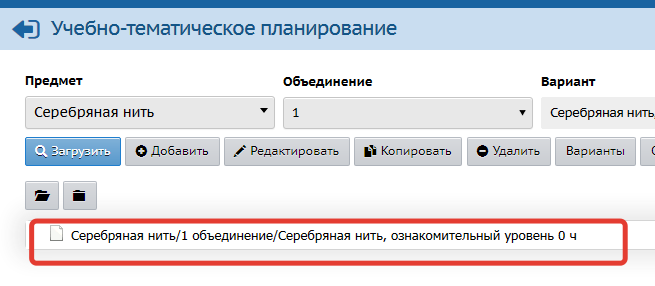 Учебно-тематическое планирование
Предмет Объединение Вариант
Серебряная нить 1 Серебряная нить,
Загрузить Добавить Редактировать Копировать Удалить Варианты
Серебряная нить/1 объединение/Серебряная нить, ознакомительный уровень 0 ч